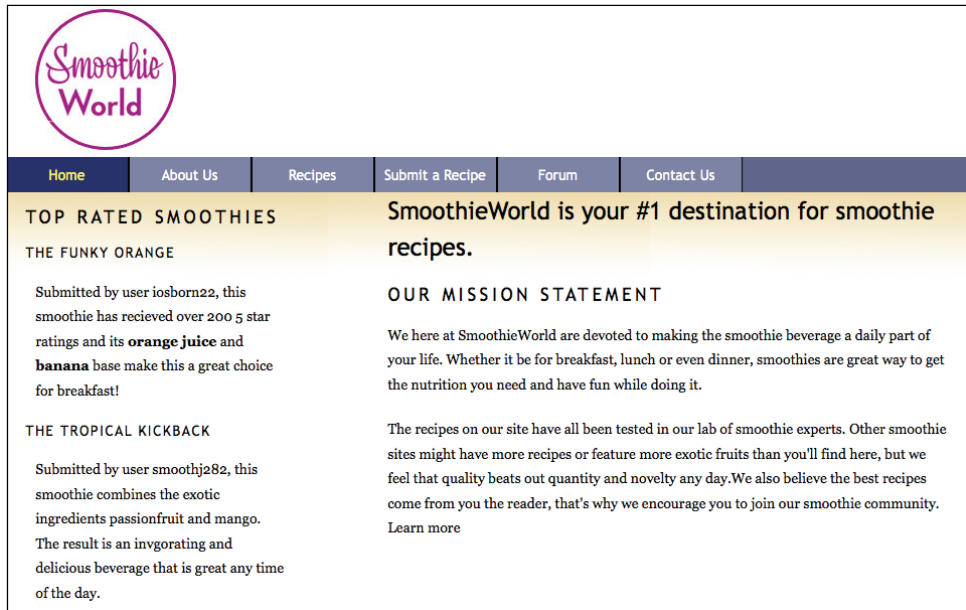 Smoothie
World
Home About Us Recipes Submit a Recipe Forum Contact Us
TOP RATED SMOOTHIES
THE FUNKY ORANGE
Submitted by user iosborn22, this
smoothie has recieved over 200 5 star
ratings and its orange juice and
banana base make this a great choice
for breakfast!
THE TROPICAL KICKBACK
Submitted by user smoothj282, this
smoothie combines the exotic
ingredients passionfruit and mango.
The result is an invgorating and
delicious beverage that is great any time
of the day.
SmoothieWorld is your #1 destination for smoothie
recipes.
OUR MISSION STATEMENT
We here at SmoothieWorld are devoted to making the smoothie beverage a daily part of
your life. Whether it be for breakfast, lunch or even dinner, smoothies are great way to get
the nutrition you need and have fun while doing it.
The recipes on our site have all been tested in our lab of smoothie experts. Other smoothie
sites might have more recipes or feature more exotic fruits than you'll find here, but we
feel that quality beats out quantity and novelty any day.We also believe the best recipes
come from you the reader, that's why we encourage you to join our smoothie community.
Learn more